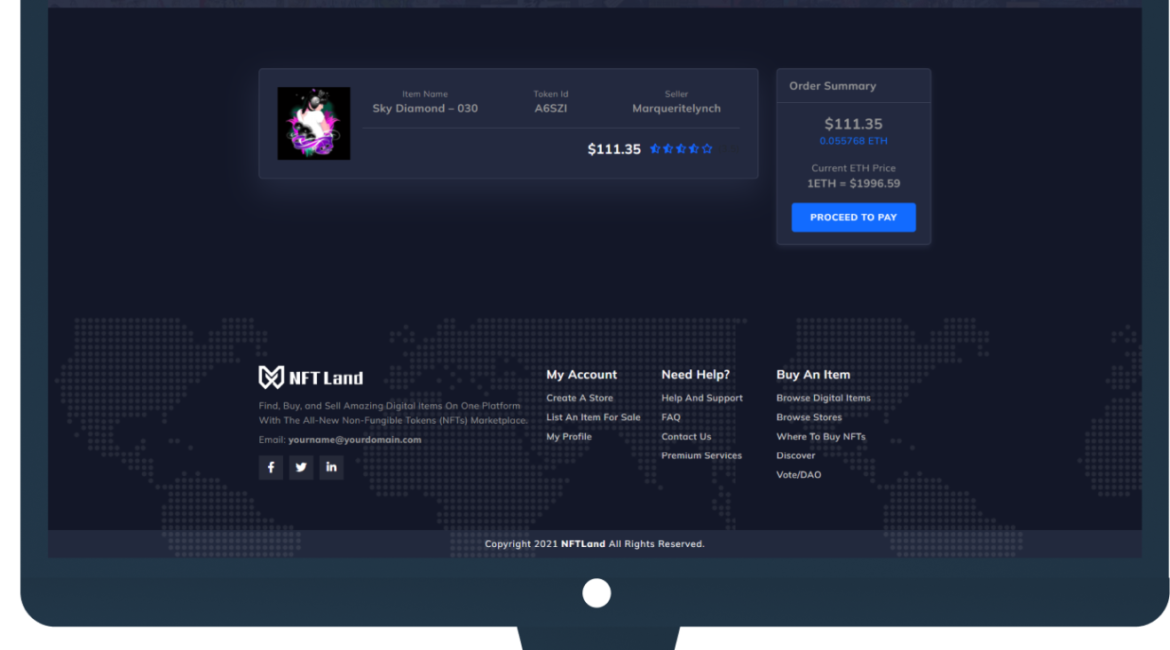 Item Name
Sky Diamond – 030
Token Id
A6SZI
Seller
Marqueritelynch
$111.35
Order Summary
$111.35
0.055768 ETH
Current ETH Price
1ETH = $1996.59
PROCEED TO PAY
NFT Land
Find, Buy, and Sell Amazing Digital Items On One Platform
With The All-New Non-Fungible Tokens (NFTs) Marketplace.
Email: yourname@yourdomain.com
My Account
Create A Store
List An Item For Sale
My Profile
Need Help?
Help And Support
FAQ
Contact Us
Premium Services
Buy An Item
Browse Digital Items
Browse Stores
Where To Buy NFTs
Discover
Vote/DAO
Copyright 2021 NFTLand All Rights Reserved.